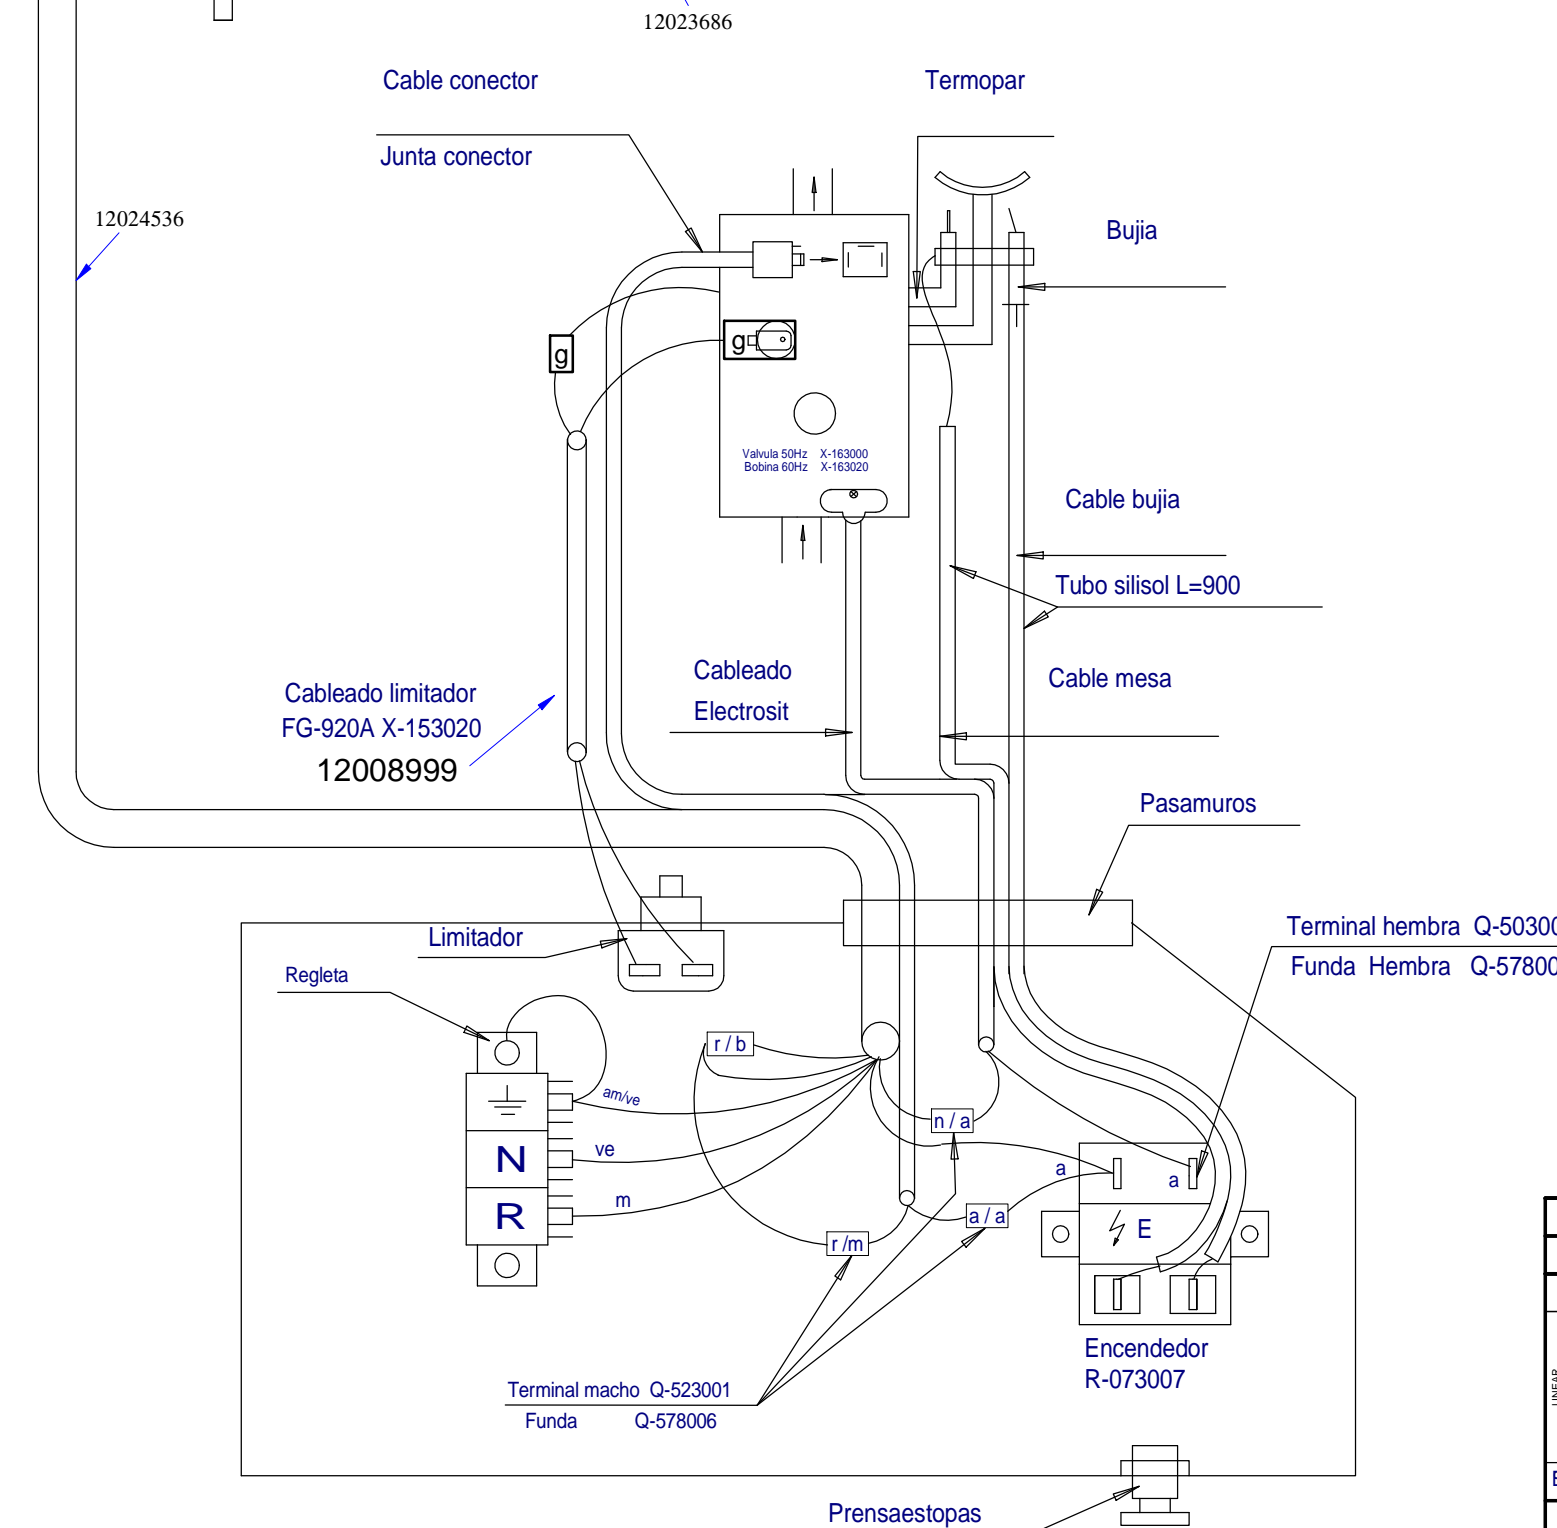 12023686
Cable conector
Termopar
Junta conector
12024536
Bujia
g
g
Valvula 50Hz X-163000
Bobina 60Hz X-163020
Cable bujia
Tubo silisol L=900
Cableado
Electrosit
Cable mesa
Cableado limitador
FG-920A X-153020
12008999
Pasamuros
Terminal hembra Q-50300
Funda Hembra Q-57800
Limitador
Regleta
r / b
am/ve
n / a
N
ve
a
a
R
m
a / a
r /m
E
Encendedor
R-073007
Terminal macho Q-523001
Funda Q-578006
Prensaestopas